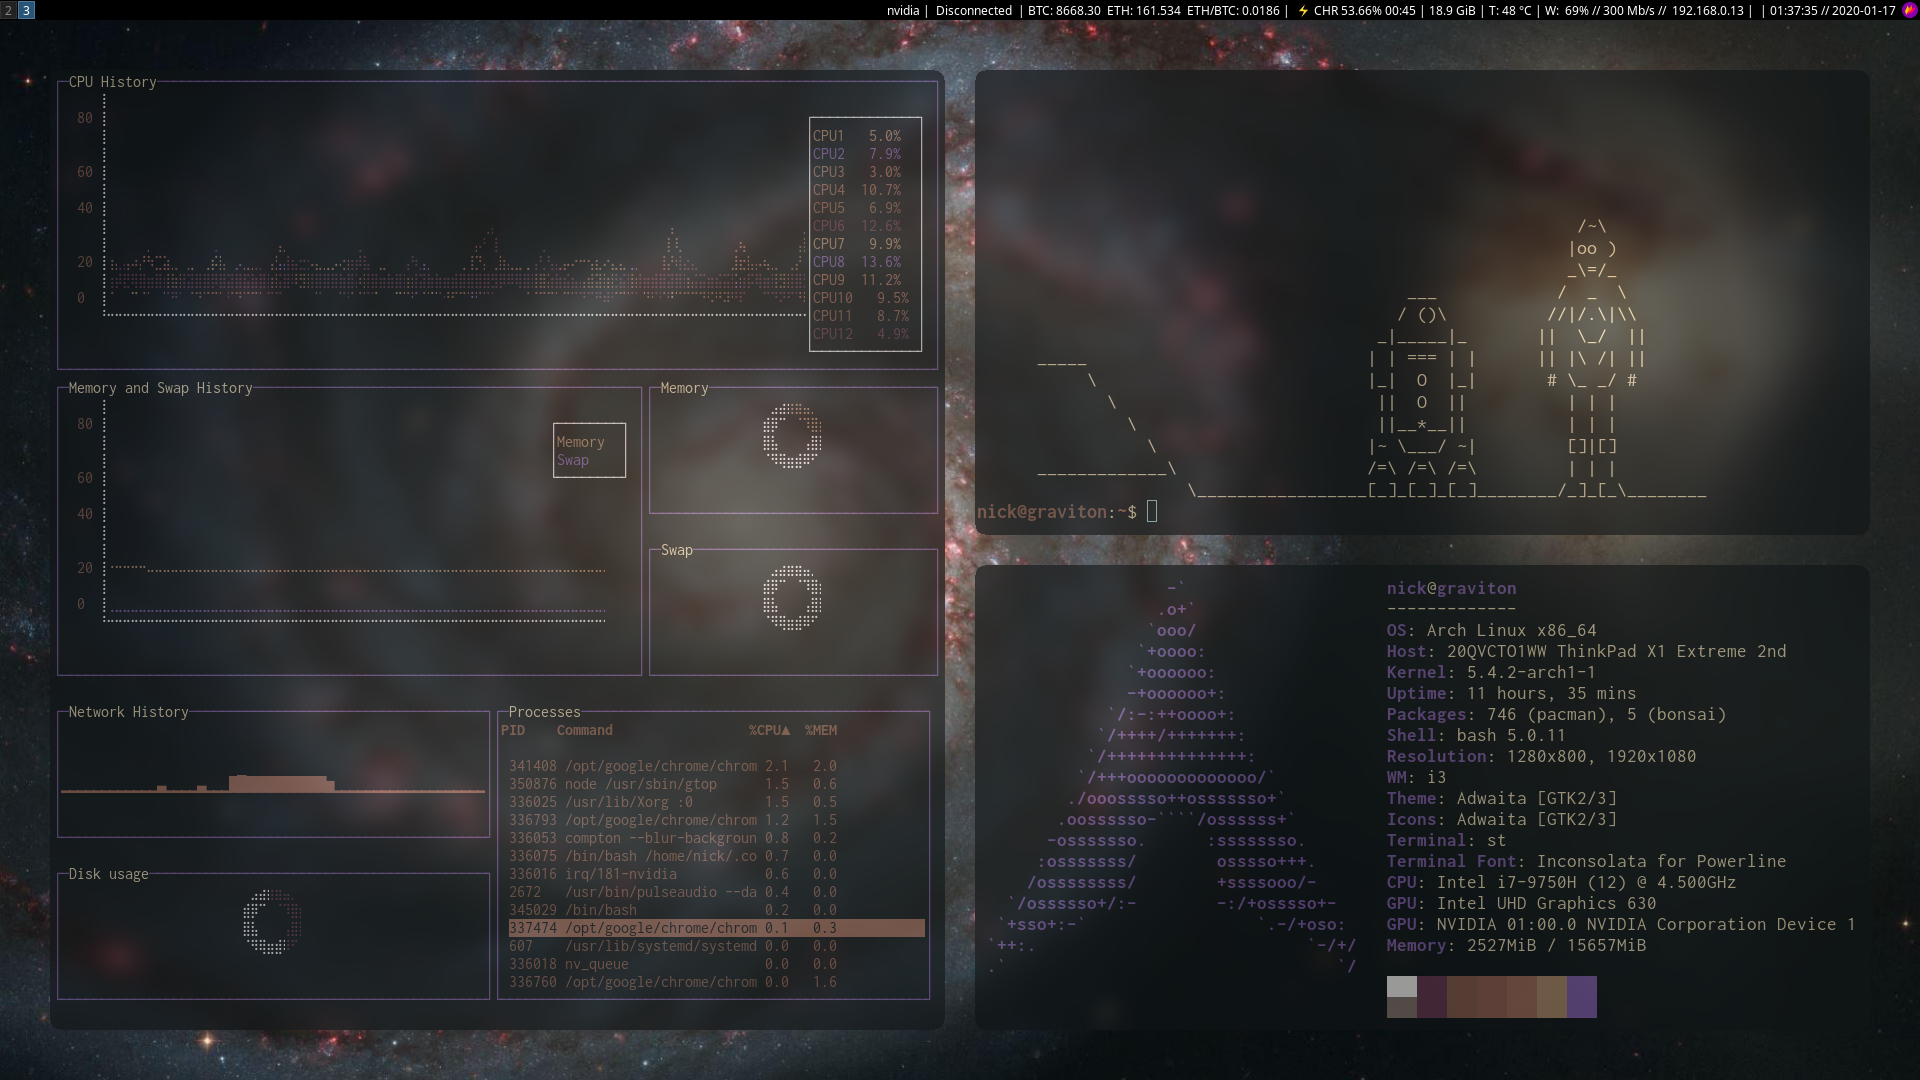 2 3
nvidia | Disconnected | BTC: 8668.30 ETH: 161.534 ETH/BTC: 0.0186 | ⚡ CHR 53.66% 00:45 | 18.9 GiB | T: 48 °C | W: 69% // 300 Mb/s // 192.168.0.13 | | 01:37:35 // 2020-01-17
CPU History
80
60
40
20
0
CPU1 5.0%
CPU2 7.9%
CPU3 3.0%
CPU4 10.7%
CPU5 6.9%
CPU6 12.6%
CPU7 9.9%
CPU8 13.6%
CPU9 11.2%
CPU10 9.5%
CPU11 8.7%
CPU12 4.9%
Memory and Swap History
80
60
40
20
0
Memory
Swap
Memory
Swap
Network History
Disk usage
Processes
PID Command %CPU▲ %MEM
341408 /opt/google/chrome/chrom 2.1 2.0
350876 node /usr/sbin/gtop 1.5 0.6
336025 /usr/lib/Xorg :0 1.5 0.5
336793 /opt/google/chrome/chrom 1.2 1.5
336053 compton --blur-backgroun 0.8 0.2
336075 /bin/bash /home/nick/.co 0.7 0.0
336016 irq/181-nvidia 0.6 0.0
2672 /usr/bin/pulseaudio --da 0.4 0.0
345029 /bin/bash 0.2 0.0
337474 /opt/google/chrome/chrom 0.1 0.3
607 /usr/lib/systemd/systemd 0.0 0.0
336018 nv_queue 0.0 0.0
336760 /opt/google/chrome/chrom 0.0 1.6
nick@graviton:~$
nick@graviton
-------------
OS: Arch Linux x86_64
Host: 20QVCTO1WW ThinkPad X1 Extreme 2nd
Kernel: 5.4.2-arch1-1
Uptime: 11 hours, 35 mins
Packages: 746 (pacman), 5 (bonsai)
Shell: bash 5.0.11
Resolution: 1280x800, 1920x1080
WM: i3
Theme: Adwaita [GTK2/3]
Icons: Adwaita [GTK2/3]
Terminal: st
Terminal Font: Inconsolata for Powerline
CPU: Intel i7-9750H (12) @ 4.500GHz
GPU: Intel UHD Graphics 630
GPU: NVIDIA 01:00.0 NVIDIA Corporation Device 1
Memory: 2527MiB / 15657MiB